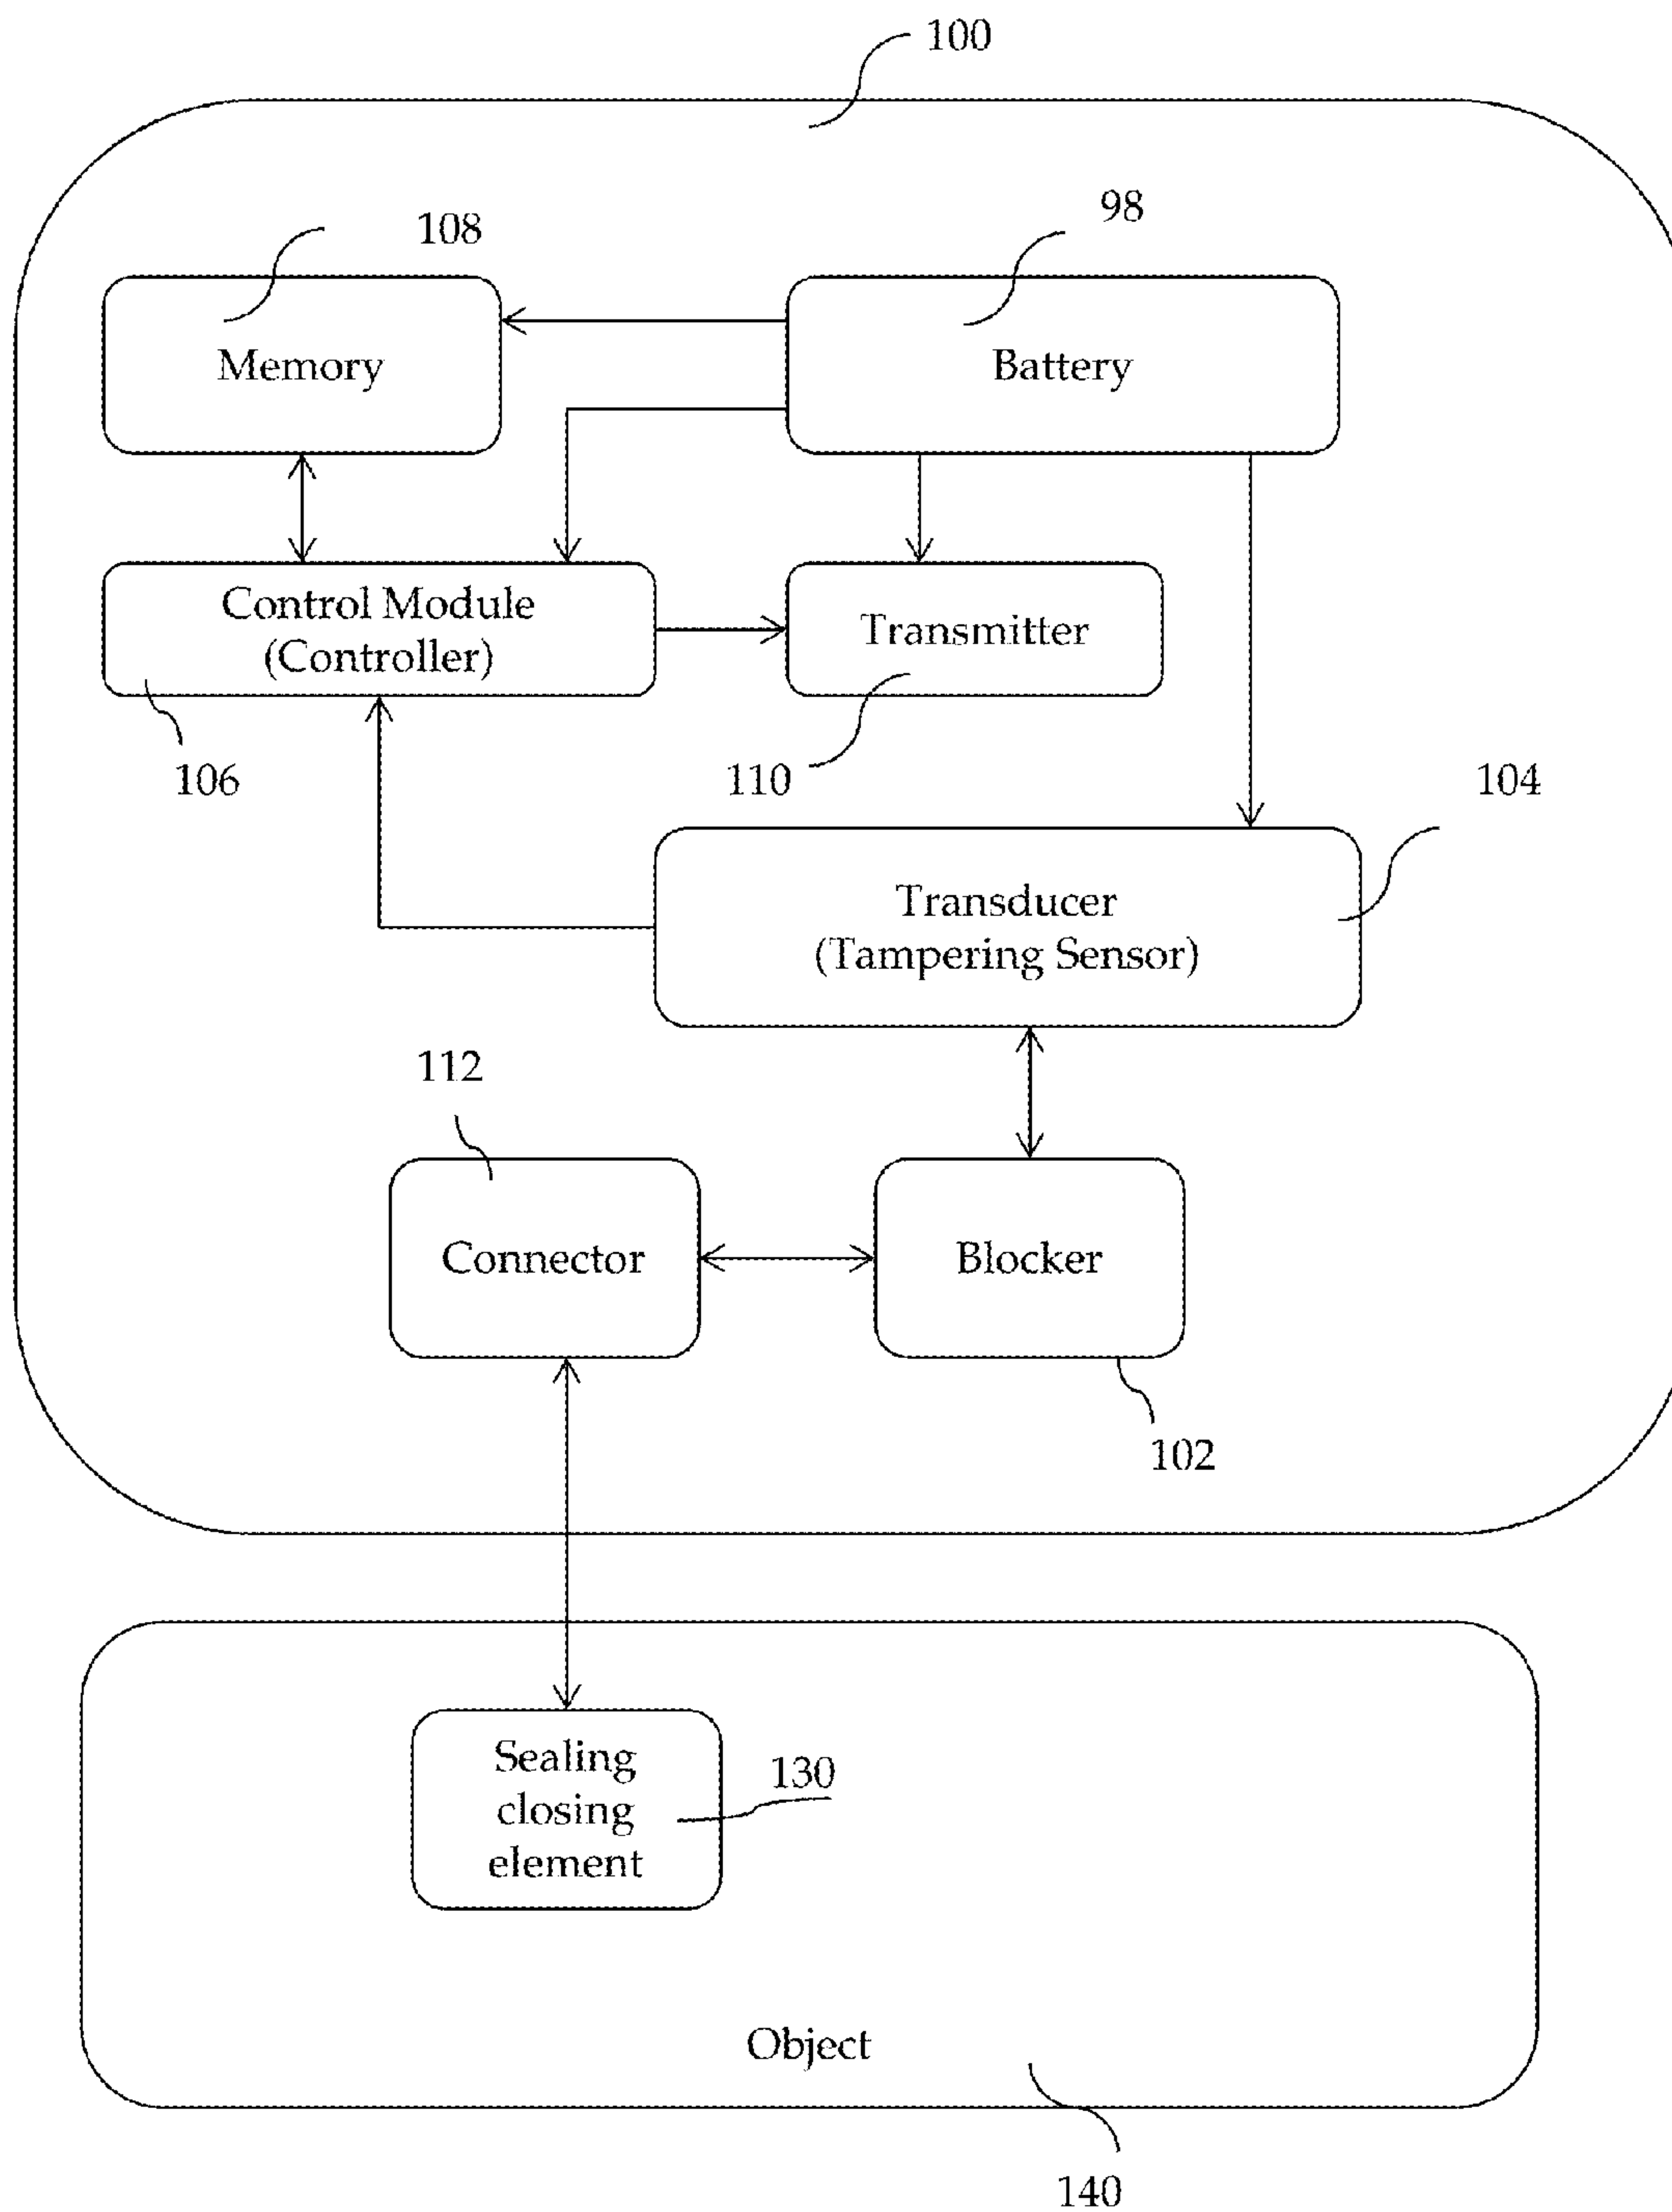 100
108
98
Memory
Battery
Control Module
(Controller)
Transmitter
106
110
104
Transducer
(Tampering Sensor)
112
Connector
Blocker
102
Sealing
closing
element
130
Object
140